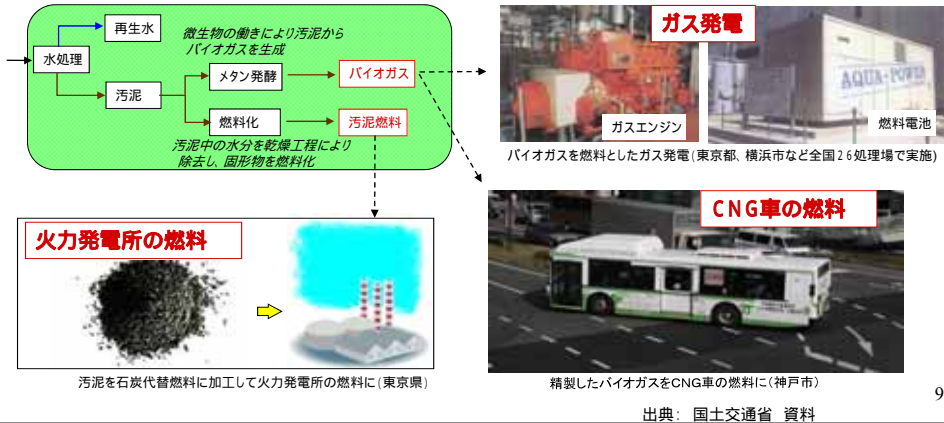 再生水
微生物の働きにより汚泥から
バイオガスを生成
水処理
メタン発酵
バイオガス
汚泥
燃料化
汚泥燃料
汚泥中の水分を乾燥工程により
除去し、固形物を燃料化
ガス発電
AQUA-POWER
ガスエンジン
燃料電池
バイオガスを燃料としたガス発電(東京都、横浜市など全国26処理場で実施)
火力発電所の燃料
汚泥を石炭代替燃料に加工して火力発電所の燃料に(東京県)
CNG車の燃料
精製したバイオガスをCNG車の燃料に(神戸市)
9
出典： 国土交通省 資料